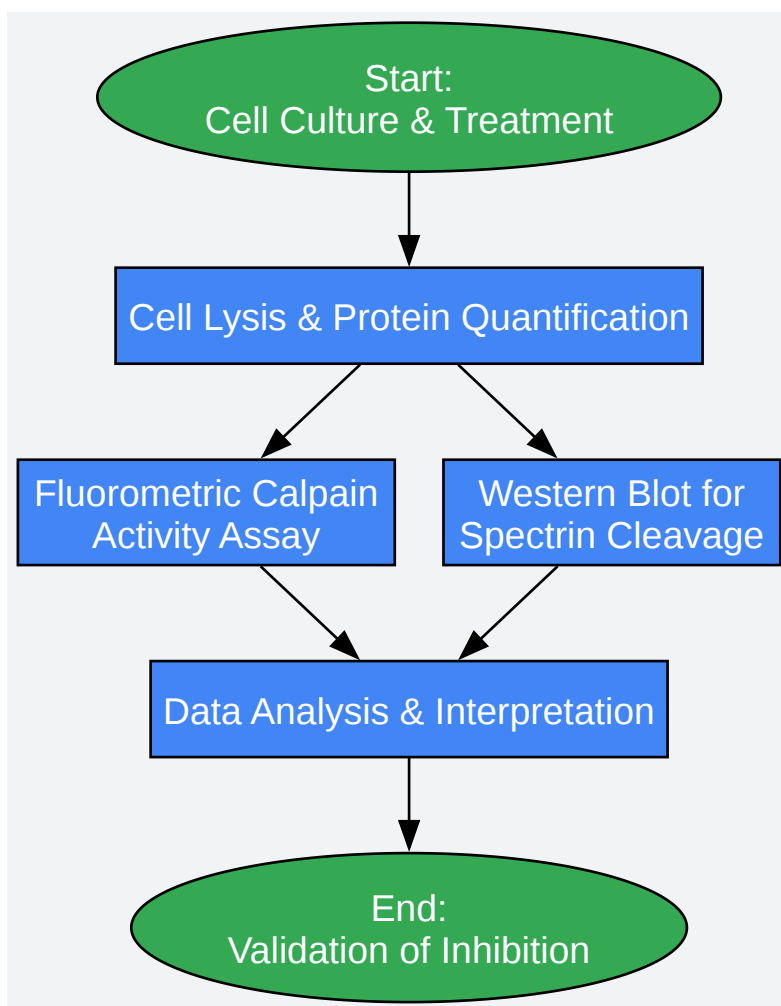 Start:
Cell Culture & Treatment
Cell Lysis & Protein Quantification
Fluorometric Calpain
Activity Assay
Western Blot for
Spectrin Cleavage
Data Analysis & Interpretation
End:
Validation of Inhibition